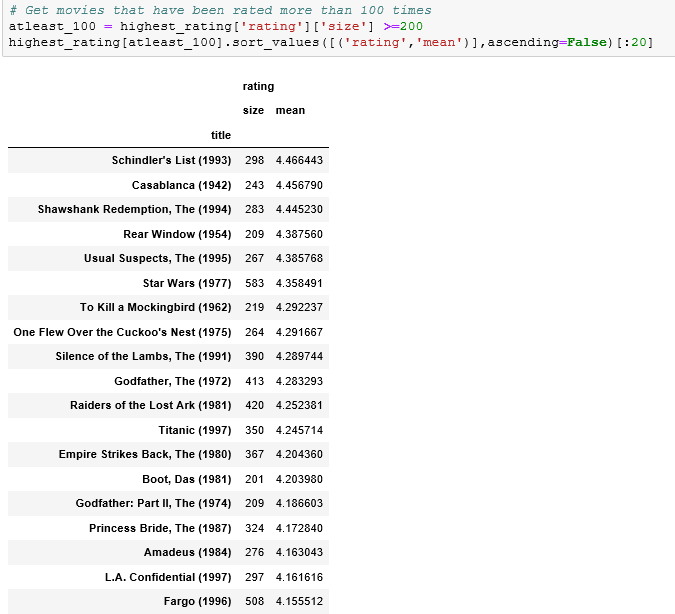 # Get movies that have been rated more than 100 times
atleast_100 = highest_rating['rating']['size'] >=200
highest_rating[atleast_100].sort_values([('rating','mean')],ascending=False)[:20]
rating
size mean
title
Schindler's List (1993) 298 4.466443
Casablanca (1942) 243 4.456790
Shawshank Redemption, The (1994) 283 4.445230
Rear Window (1954) 209 4.387560
Usual Suspects, The (1995) 267 4.385768
Star Wars (1977) 583 4.358491
To Kill a Mockingbird (1962) 219 4.292237
One Flew Over the Cuckoo's Nest (1975) 264 4.291667
Silence of the Lambs, The (1991) 390 4.289744
Godfather, The (1972) 413 4.283293
Raiders of the Lost Ark (1981) 420 4.252381
Titanic (1997) 350 4.245714
Empire Strikes Back, The (1980) 367 4.204360
Boot, Das (1981) 201 4.203980
Godfather: Part II, The (1974) 209 4.186603
Princess Bride, The (1987) 324 4.172840
Amadeus (1984) 276 4.163043
L.A. Confidential (1997) 297 4.161616
Fargo (1996) 508 4.155512